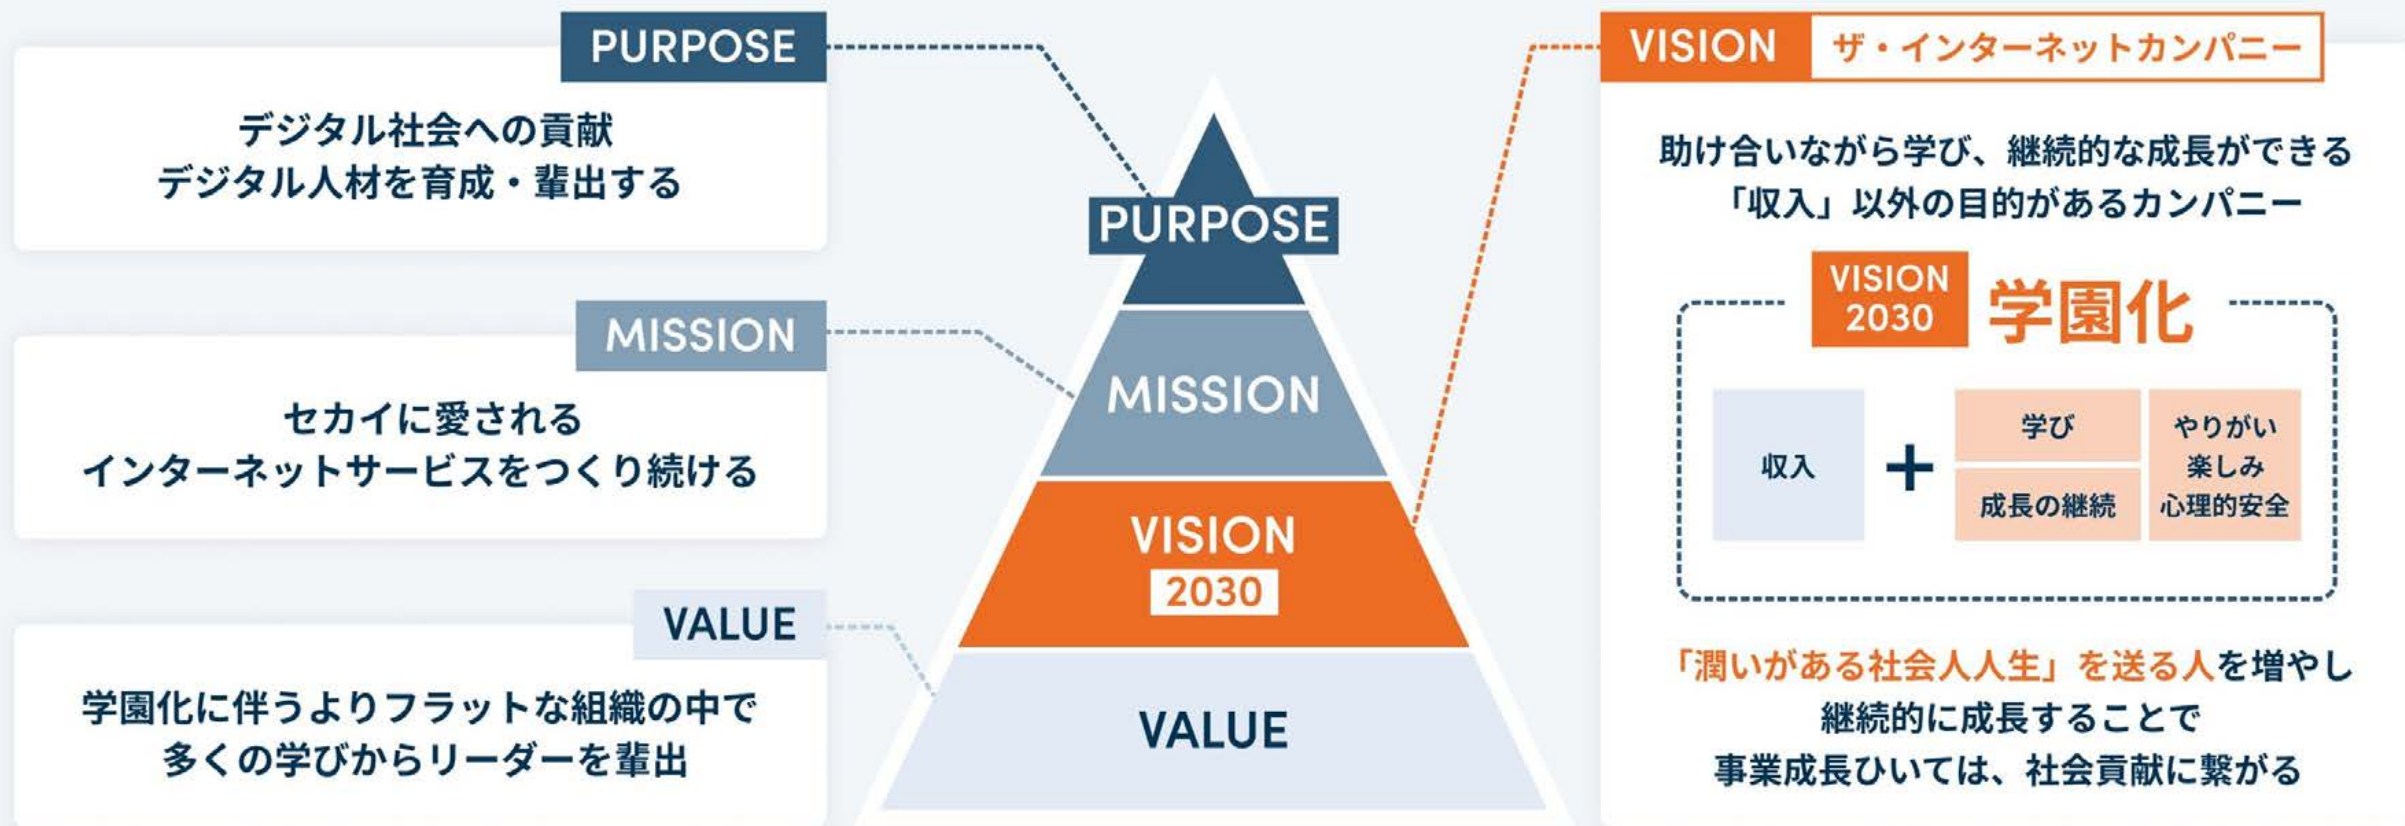 PURPOSE
デジタル社会への貢献
デジタル人材を育成・輩出する
MISSION
セカイに愛される
インターネットサービスをつくり続ける
VALUE
学園化に伴うよりフラットな組織の中で
多くの学びからリーダーを輩出
PURPOSE
MISSION
VISION
2030
VALUE
VISION ザ・インターネットカンパニー
助け合いながら学び、継続的な成長ができる
「収入」以外の目的があるカンパニー
VISION
2030
学園化
収入
+
学び
成長の継続
やりがい
楽しみ
心理的安全
「潤いがある社会人人生」を送る人を増やし
継続的に成長することで
事業成長ひいては、社会貢献に繋がる